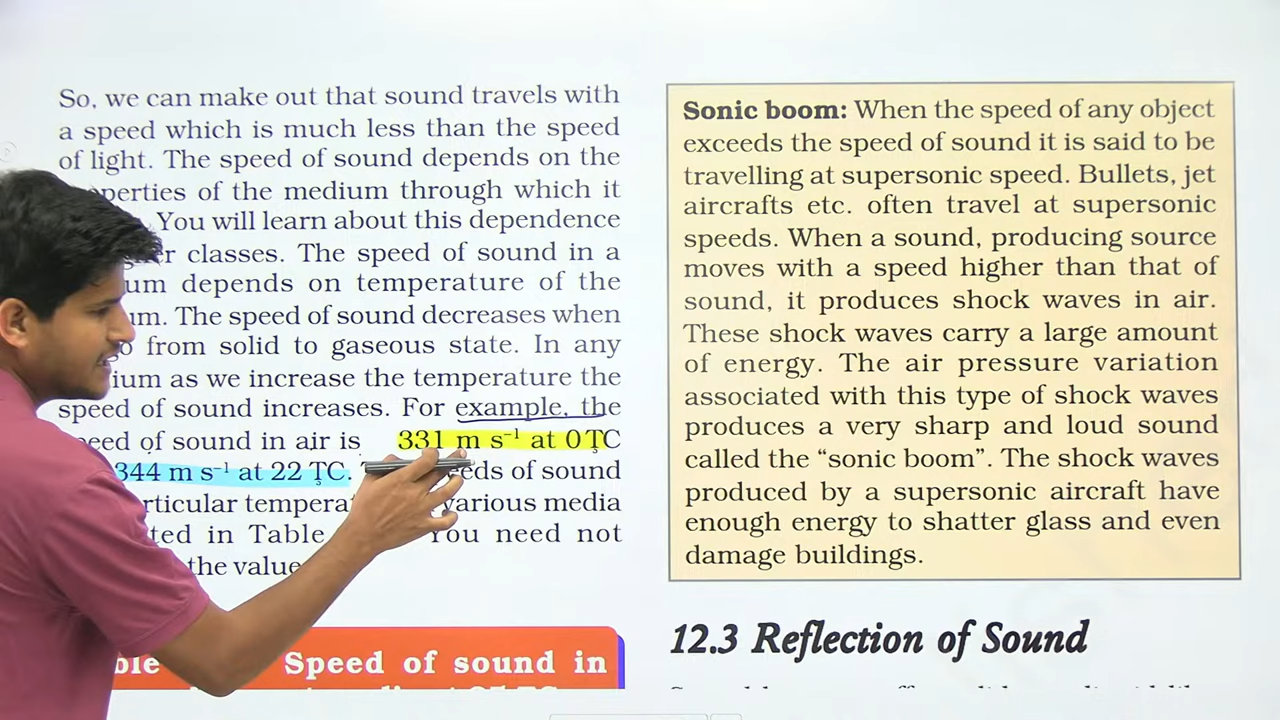 So, we can make out that sound travels with
a speed which is much less than the speed
of light. The speed of sound depends on the
of the medium through which it
You will learn about this dependence
classes. The speed of sound in a
depends on temperature of the
The speed of sound decreases when
from solid to gaseous state. In any
as we increase the temperature the
speed of sound increases. For example, the
of sound in air is 331 m s⁻¹ at 0 ŢC
344 m s⁻¹ at 22 ŢC. of sound
various media
in Table You need not
the
Speed of sound in
Sonic boom: When the speed of any object
exceeds the speed of sound it is said to be
travelling at supersonic speed. Bullets, jet
aircrafts etc. often travel at supersonic
speeds. When a sound, producing source
moves with a speed higher than that of
sound, it produces shock waves in air.
These shock waves carry a large amount
of energy. The air pressure variation
associated with this type of shock waves
produces a very sharp and loud sound
called the “sonic boom”. The shock waves
produced by a supersonic aircraft have
enough energy to shatter glass and even
damage buildings.
12.3 Reflection of Sound